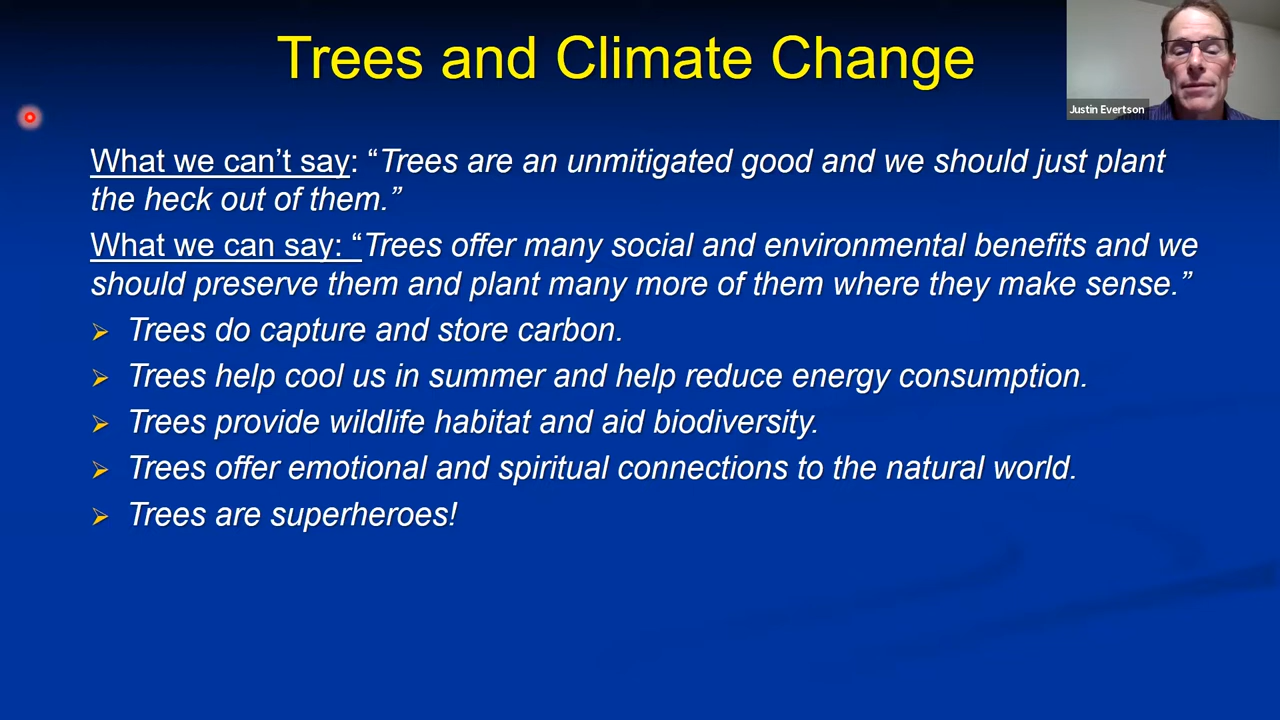 Trees and Climate Change
Justin Evertson
What we can’t say: “Trees are an unmitigated good and we should just plant
the heck out of them.”
What we can say: “Trees offer many social and environmental benefits and we
should preserve them and plant many more of them where they make sense.”
Trees do capture and store carbon.
Trees help cool us in summer and help reduce energy consumption.
Trees provide wildlife habitat and aid biodiversity.
Trees offer emotional and spiritual connections to the natural world.
Trees are superheroes!